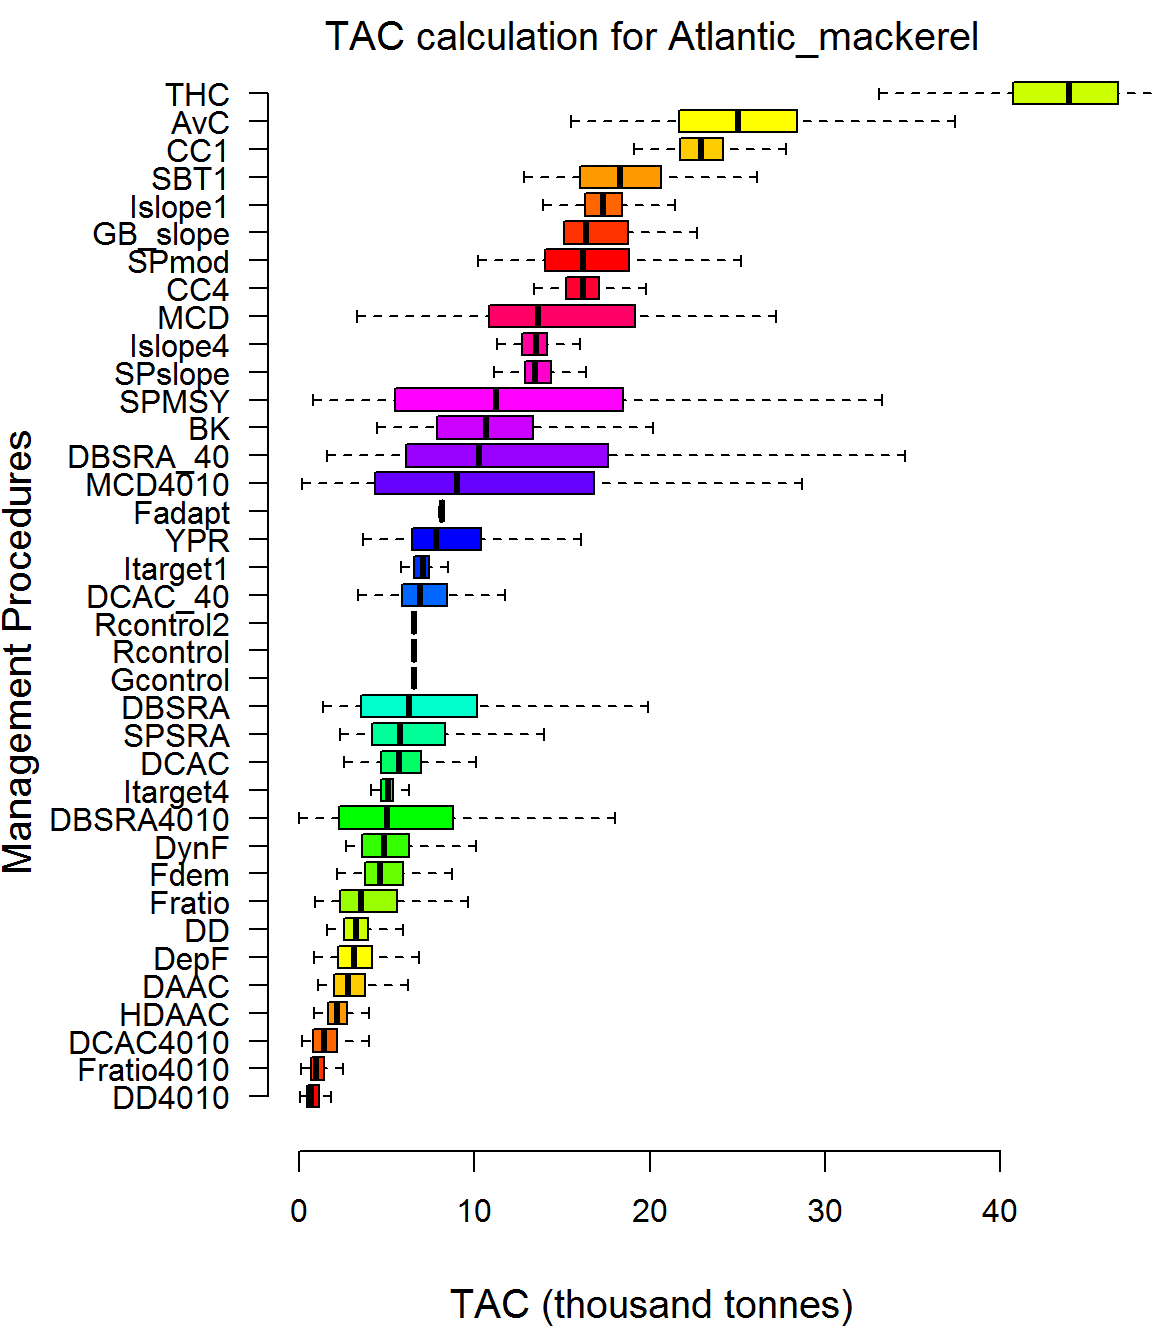 TAC calculation for Atlantic_mackerel
THC
AvC
CC1
SBT1
Islope1
GB_slope
SPmod
CC4
MCD
Islope4
SPslope
SPMSY
BK
DBSRA_40
MCD4010
Fadapt
YPR
Itarget1
DCAC_40
Rcontrol2
Rcontrol
Gcontrol
DBSRA
SPSRA
DCAC
Itarget4
DBSRA4010
DynF
Fdem
Fratio
DD
DepF
DAAC
HDAAC
DCAC4010
Fratio4010
DD4010
Management Procedures
0 10 20 30 40
TAC (thousand tonnes)